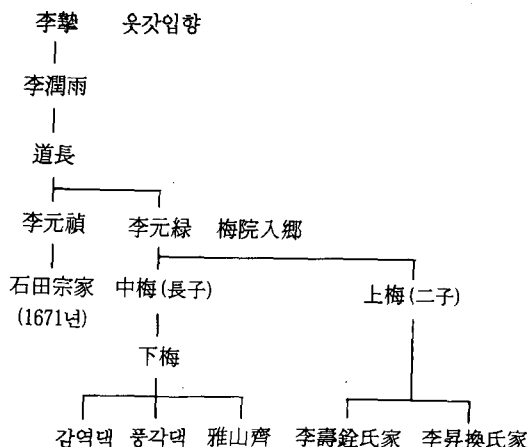 李摯 웃갓입향
李潤雨
道長
李元禎 李元緑 梅院入郷
石田宗家 中梅(長子) 上梅(二子)
(1671년)
下梅
감역댁 풍각댁 雅山齊 李壽銓氏家 李昇換氏家